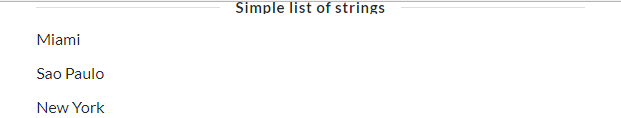 Simple list of strings
Miami
Sao Paulo
New York